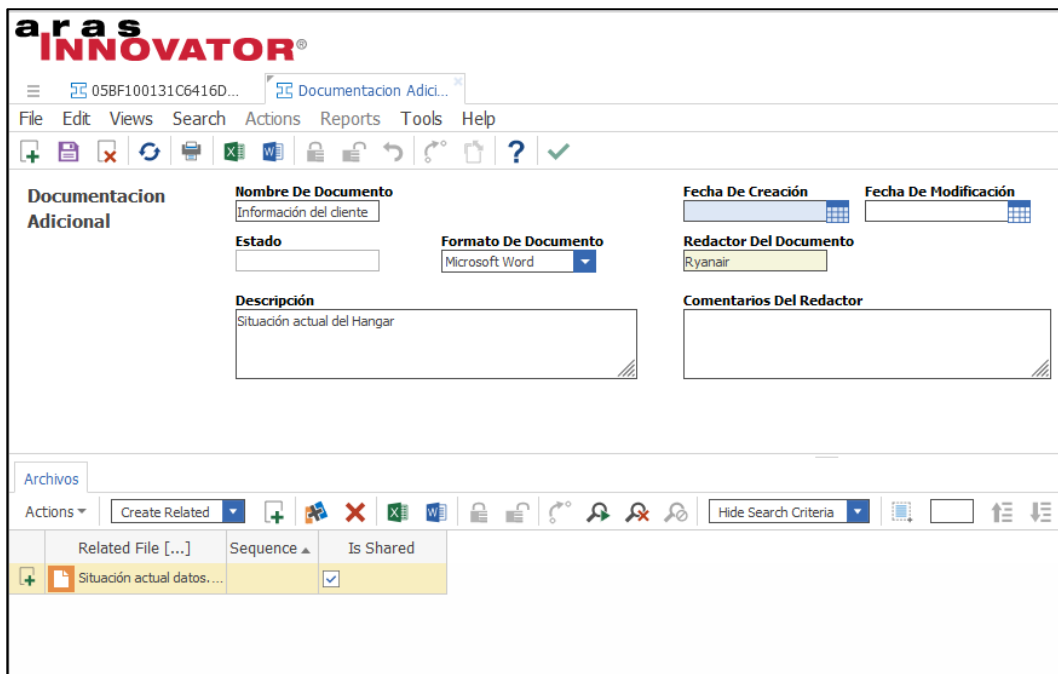 aras
INNOVATOR®
05BF100131C6416D... Documentacion Adici...
File Edit Views Search Actions Reports Tools Help
Documentacion
Adicional
Nombre De Documento
Información del cliente
Fecha De Creación
Fecha De Modificación
Estado
Formato De Documento
Microsoft Word
Redactor Del Documento
Ryanair
Descripción
Situación actual del Hangar
Comentarios Del Redactor
Archivos
Actions Create Related Hide Search Criteria
Related File [...] Sequence Is Shared
Situación actual datos....